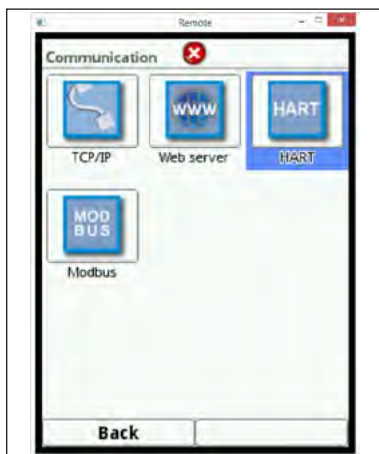 Remote
Communication
WWW
HART
TCP/IP
Web server
HART
MOD
BUS
Modbus
Back